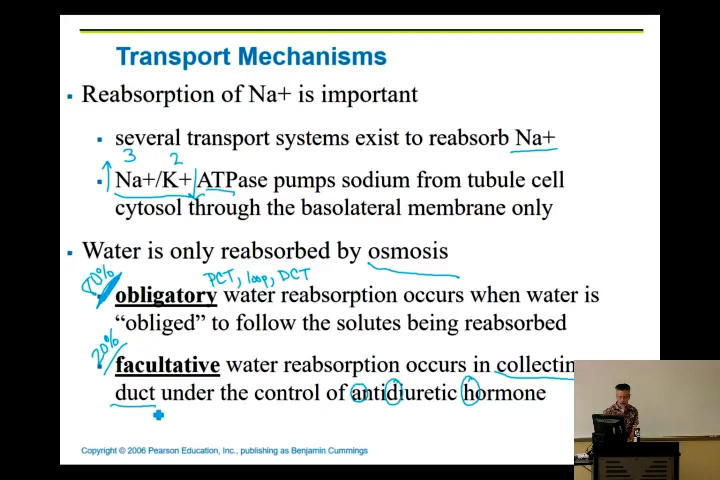 Transport Mechanisms
Reabsorption of Na+ is important
several transport systems exist to reabsorb Na+
3 2
Na+/K+/ATPase pumps sodium from tubule cell
cytosol through the basolateral membrane only
Water is only reabsorbed by osmosis
PCT, loop, DCT
obligatory water reabsorption occurs when water is
"obliged" to follow the solutes being reabsorbed
20%
facultative water reabsorption occurs in collectin
duct under the control of antidiuretic hormone
Copyright © 2006 Pearson Education, Inc., publishing as Benjamin Cummings